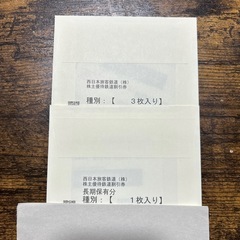 西日本旅客鉄道（株）
株主優待鉄道割引券
種別：【　３枚入り】
西日本旅客鉄道（株）
株主優待鉄道割引券
長期保有分
種別：【　１枚入り】